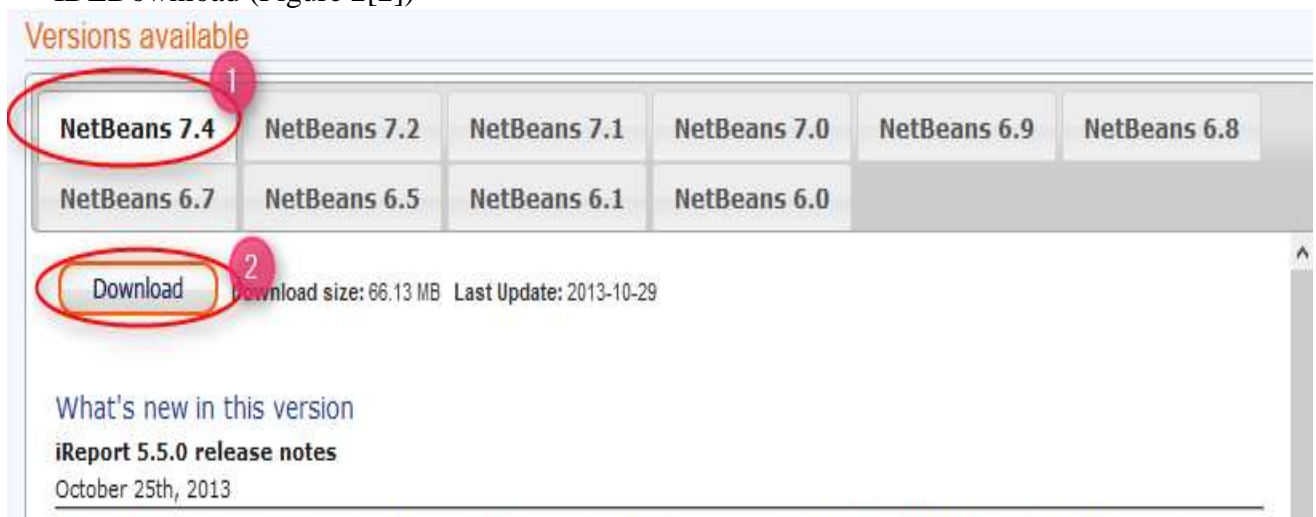 Versions available
1
NetBeans 7.4 NetBeans 7.2 NetBeans 7.1 NetBeans 7.0 NetBeans 6.9 NetBeans 6.8
NetBeans 6.7 NetBeans 6.5 NetBeans 6.1 NetBeans 6.0
2
Download Download size: 66.13 MB Last Update: 2013-10-29
What's new in this version
iReport 5.5.0 release notes
October 25th, 2013